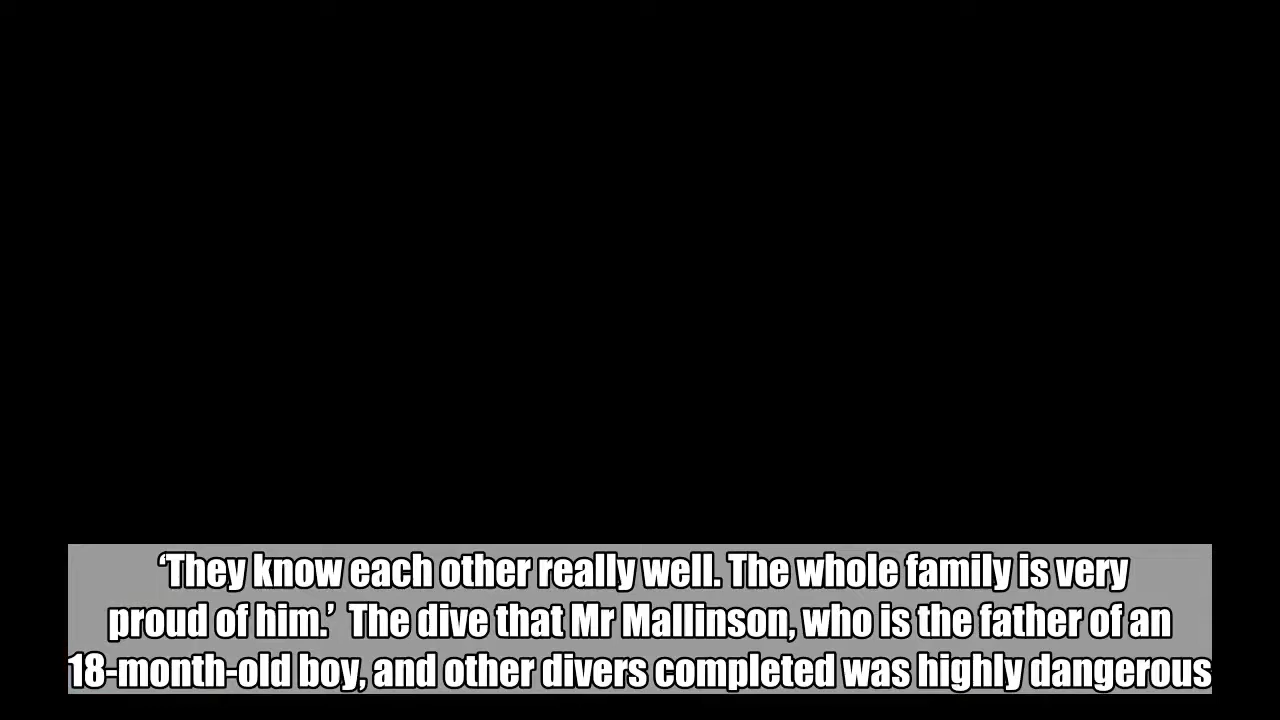 ‘They know each other really well. The whole family is very
proud of him.’ The dive that Mr Mallinson, who is the father of an
18-month-old boy, and other divers completed was highly dangerous